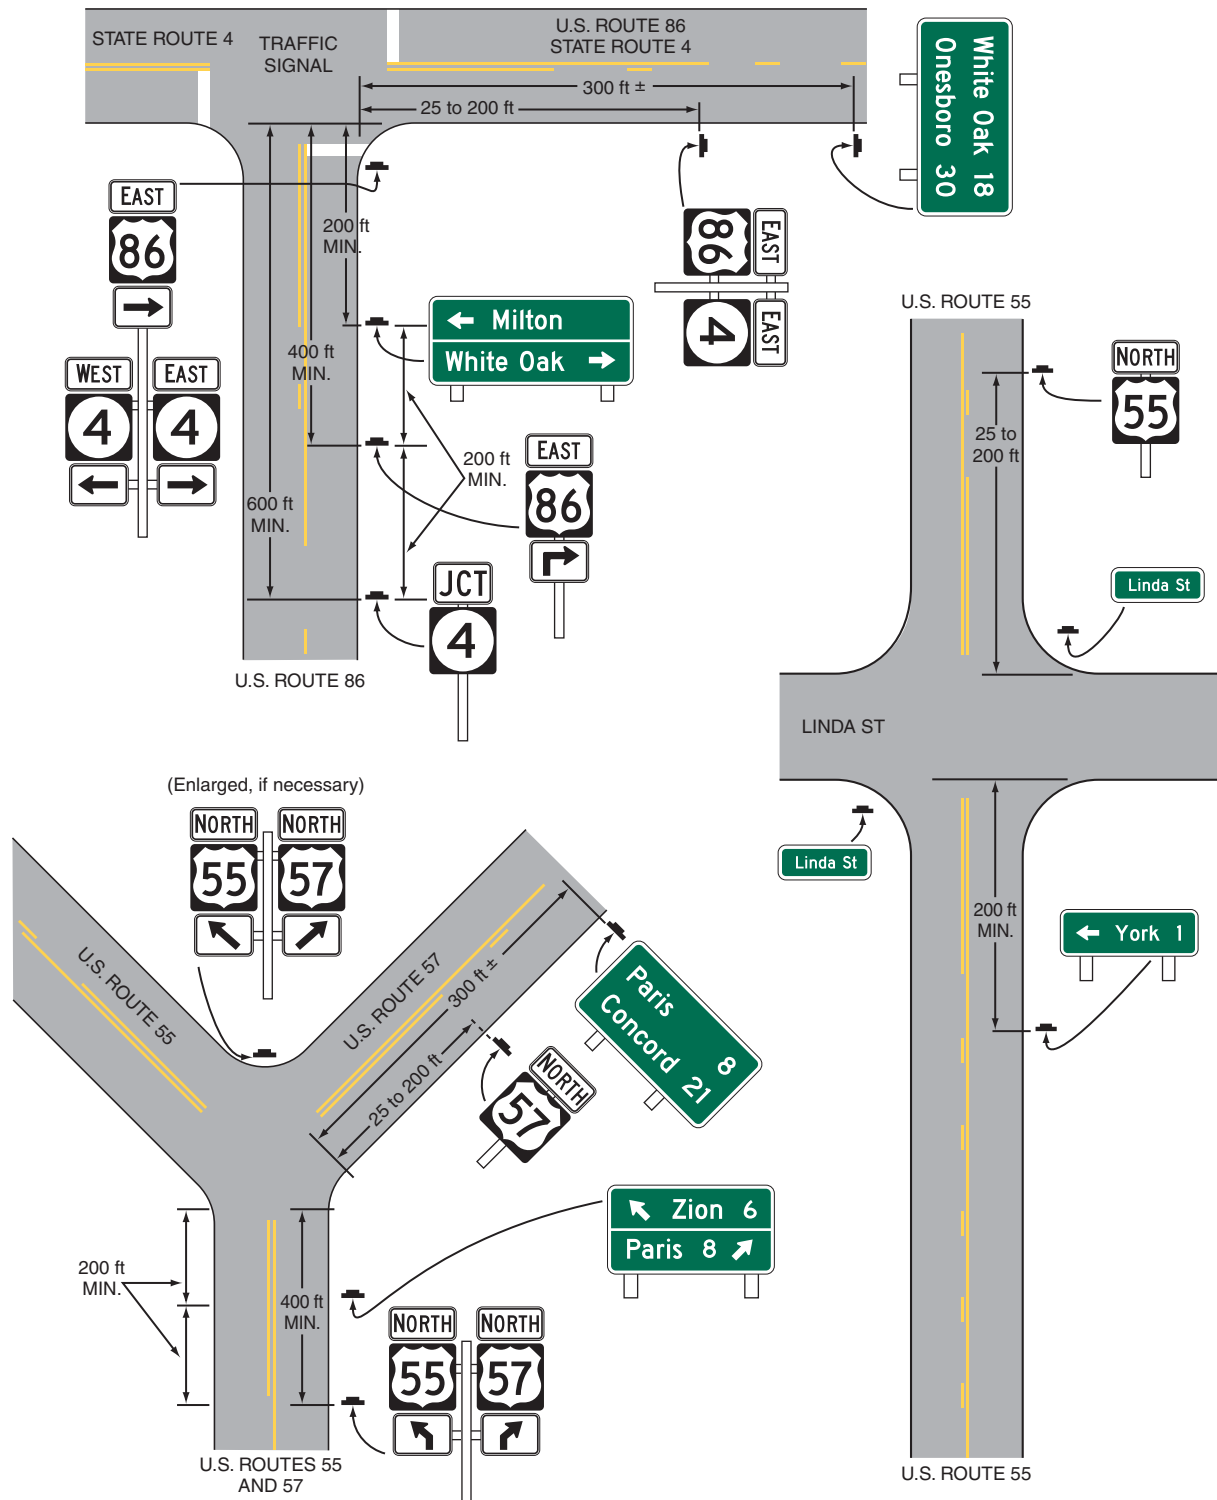 STATE ROUTE 4
TRAFFIC
SIGNAL
U.S. ROUTE 86
STATE ROUTE 4
300 ft ±
25 to 200 ft
White Oak 18
Onesboro 30
EAST
86
WEST
EAST
4
4
200 ft
MIN.
400 ft
MIN.
600 ft
MIN.
Milton
White Oak
200 ft
MIN.
EAST
86
JCT
4
U.S. ROUTE 86
86
EAST
4
EAST
U.S. ROUTE 55
NORTH
55
25 to
200 ft
Linda St
LINDA ST
Linda St
200 ft
MIN.
York 1
U.S. ROUTE 55
(Enlarged, if necessary)
NORTH
NORTH
55
57
U.S. ROUTE 55
U.S. ROUTE 57
300 ft ±
25 to 200 ft
Paris 8
Concord 21
NORTH
57
Zion 6
Paris 8
200 ft
MIN.
400 ft
MIN.
NORTH
NORTH
55
57
U.S. ROUTES 55
AND 57